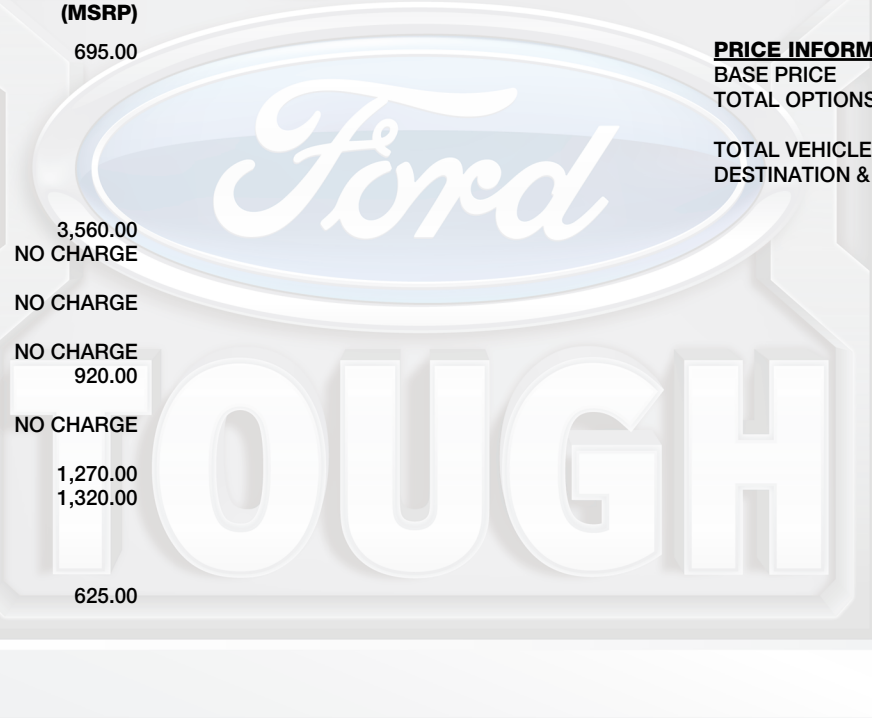 (MSRP)
695.00
3,560.00
NO CHARGE
NO CHARGE
NO CHARGE
920.00
NO CHARGE
1,270.00
1,320.00
625.00
PRICE INFORM
BASE PRICE
TOTAL OPTIONS
TOTAL VEHICLE
DESTINATION &
Ford
TOUGH